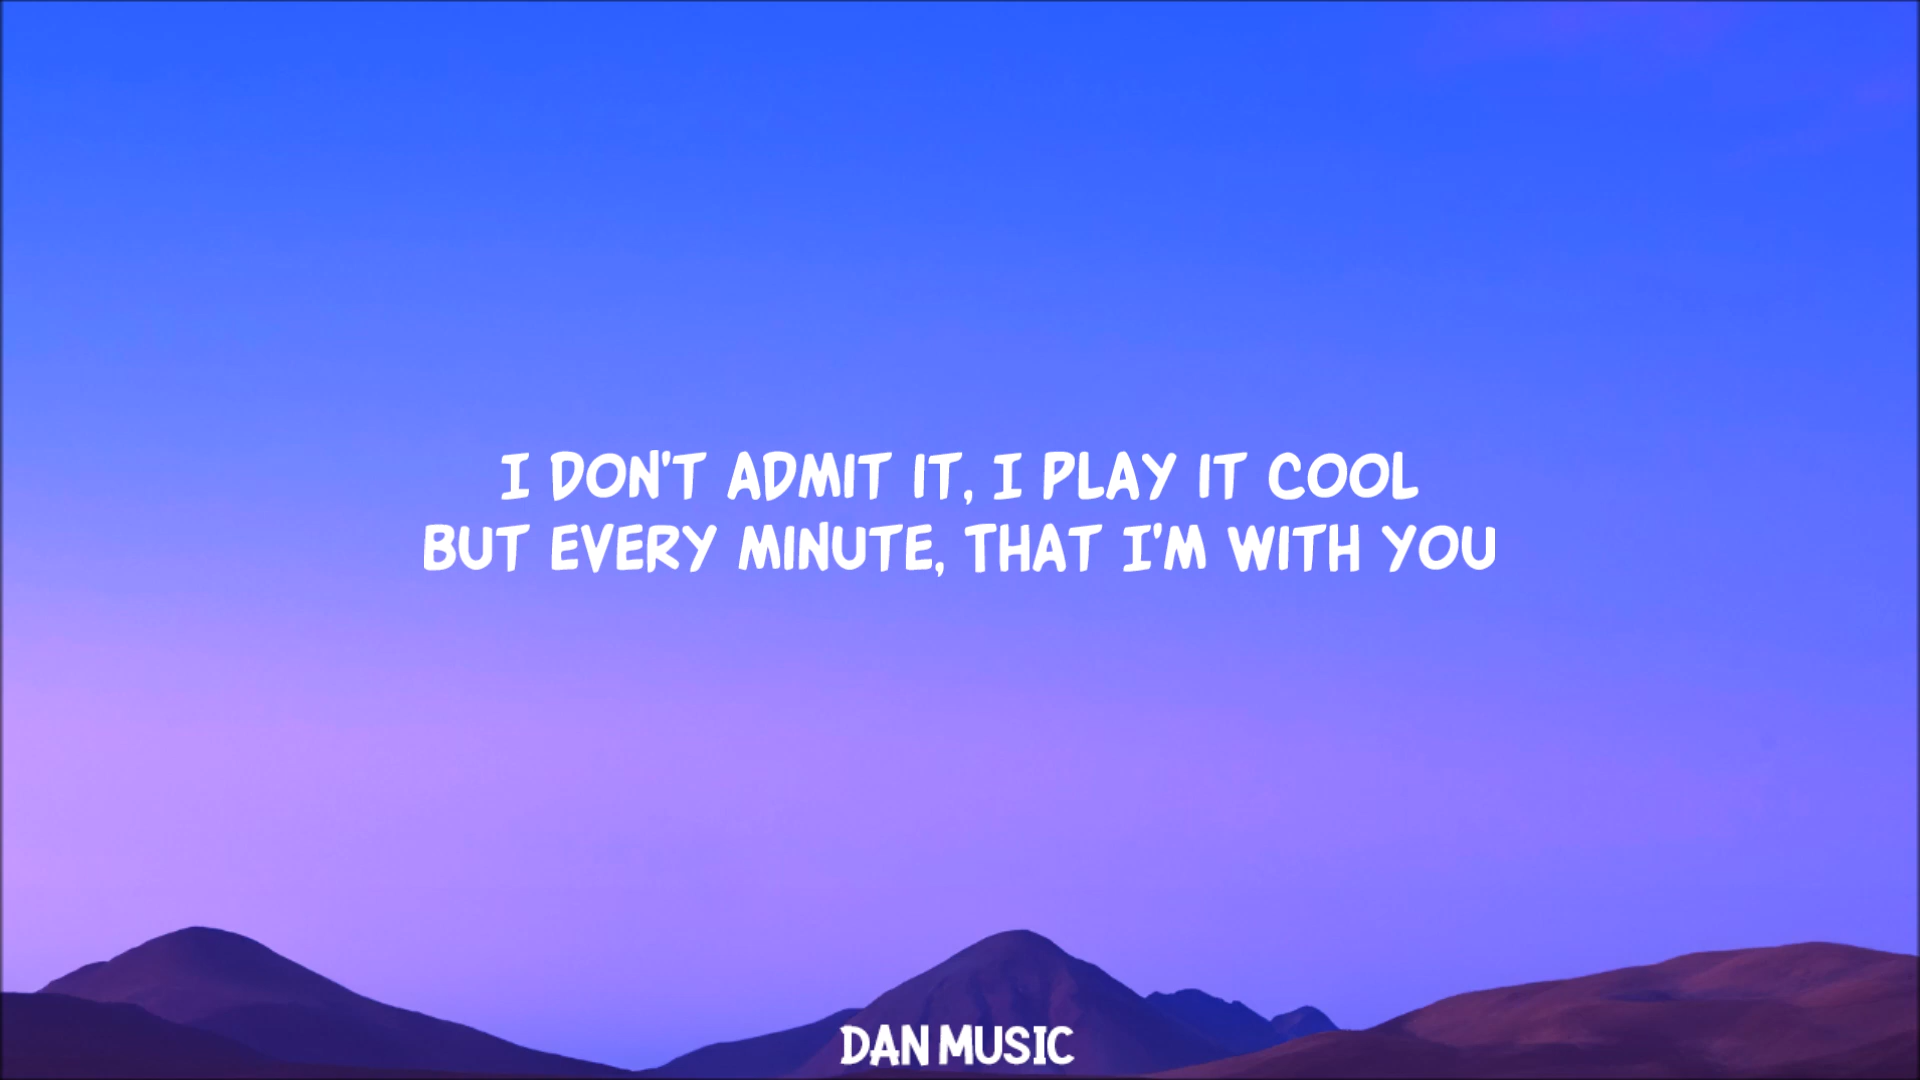 I DON'T ADMIT IT, I PLAY IT COOL
BUT EVERY MINUTE, THAT I'M WITH YOU
DAN MUSIC